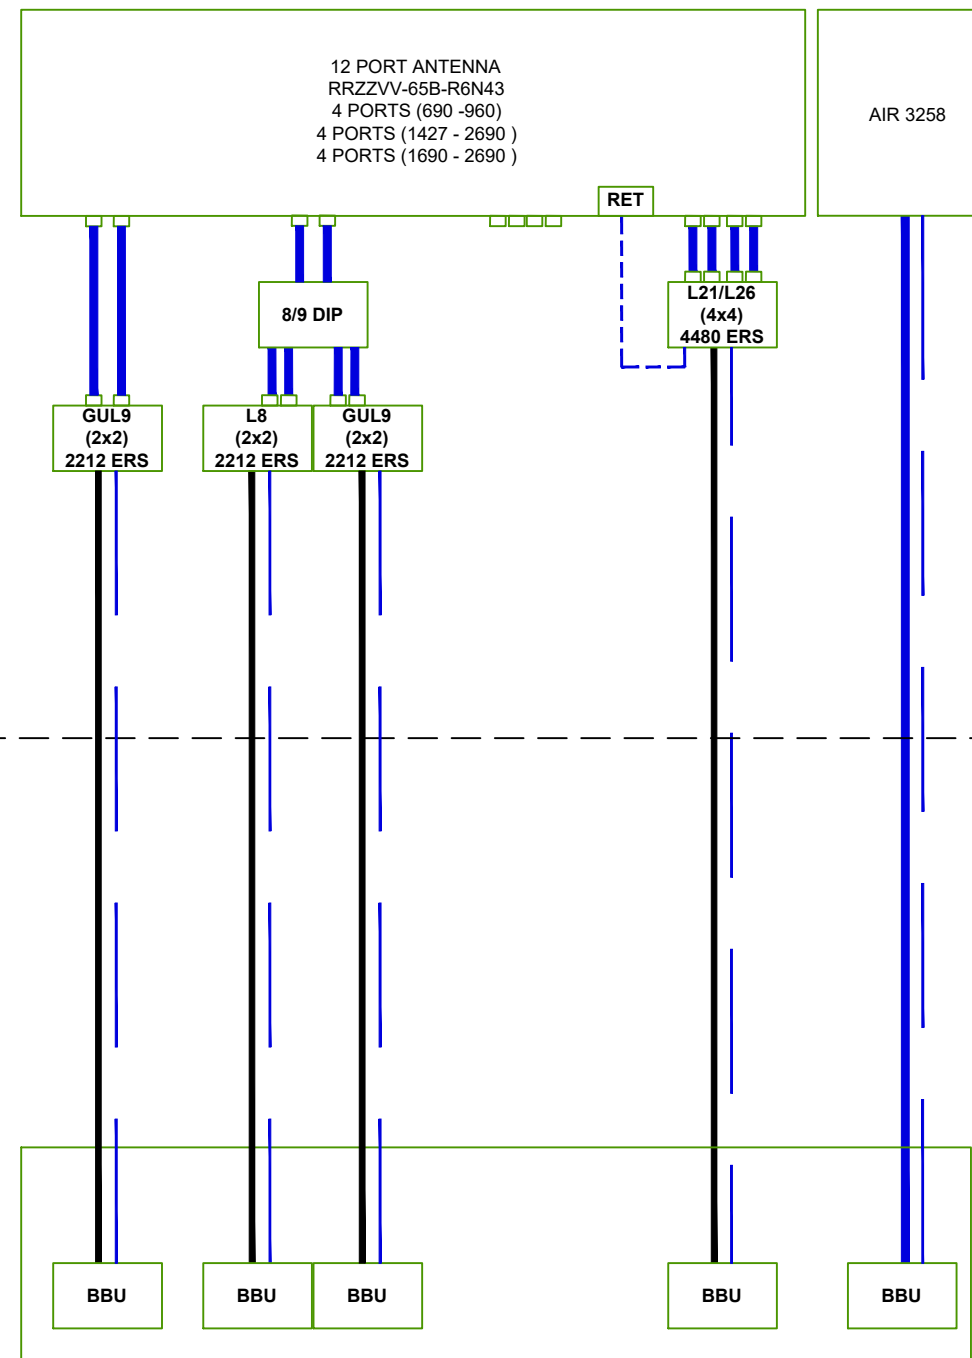 12 PORT ANTENNA
RRZZVV-65B-R6N43
4 PORTS (690 -960)
4 PORTS (1427 - 2690 )
4 PORTS (1690 - 2690 )
AIR 3258
RET
8/9 DIP
L21/L26
(4x4)
4480 ERS
GUL9
(2x2)
2212 ERS
L8
(2x2)
2212 ERS
GUL9
(2x2)
2212 ERS
BBU
BBU
BBU
BBU
BBU